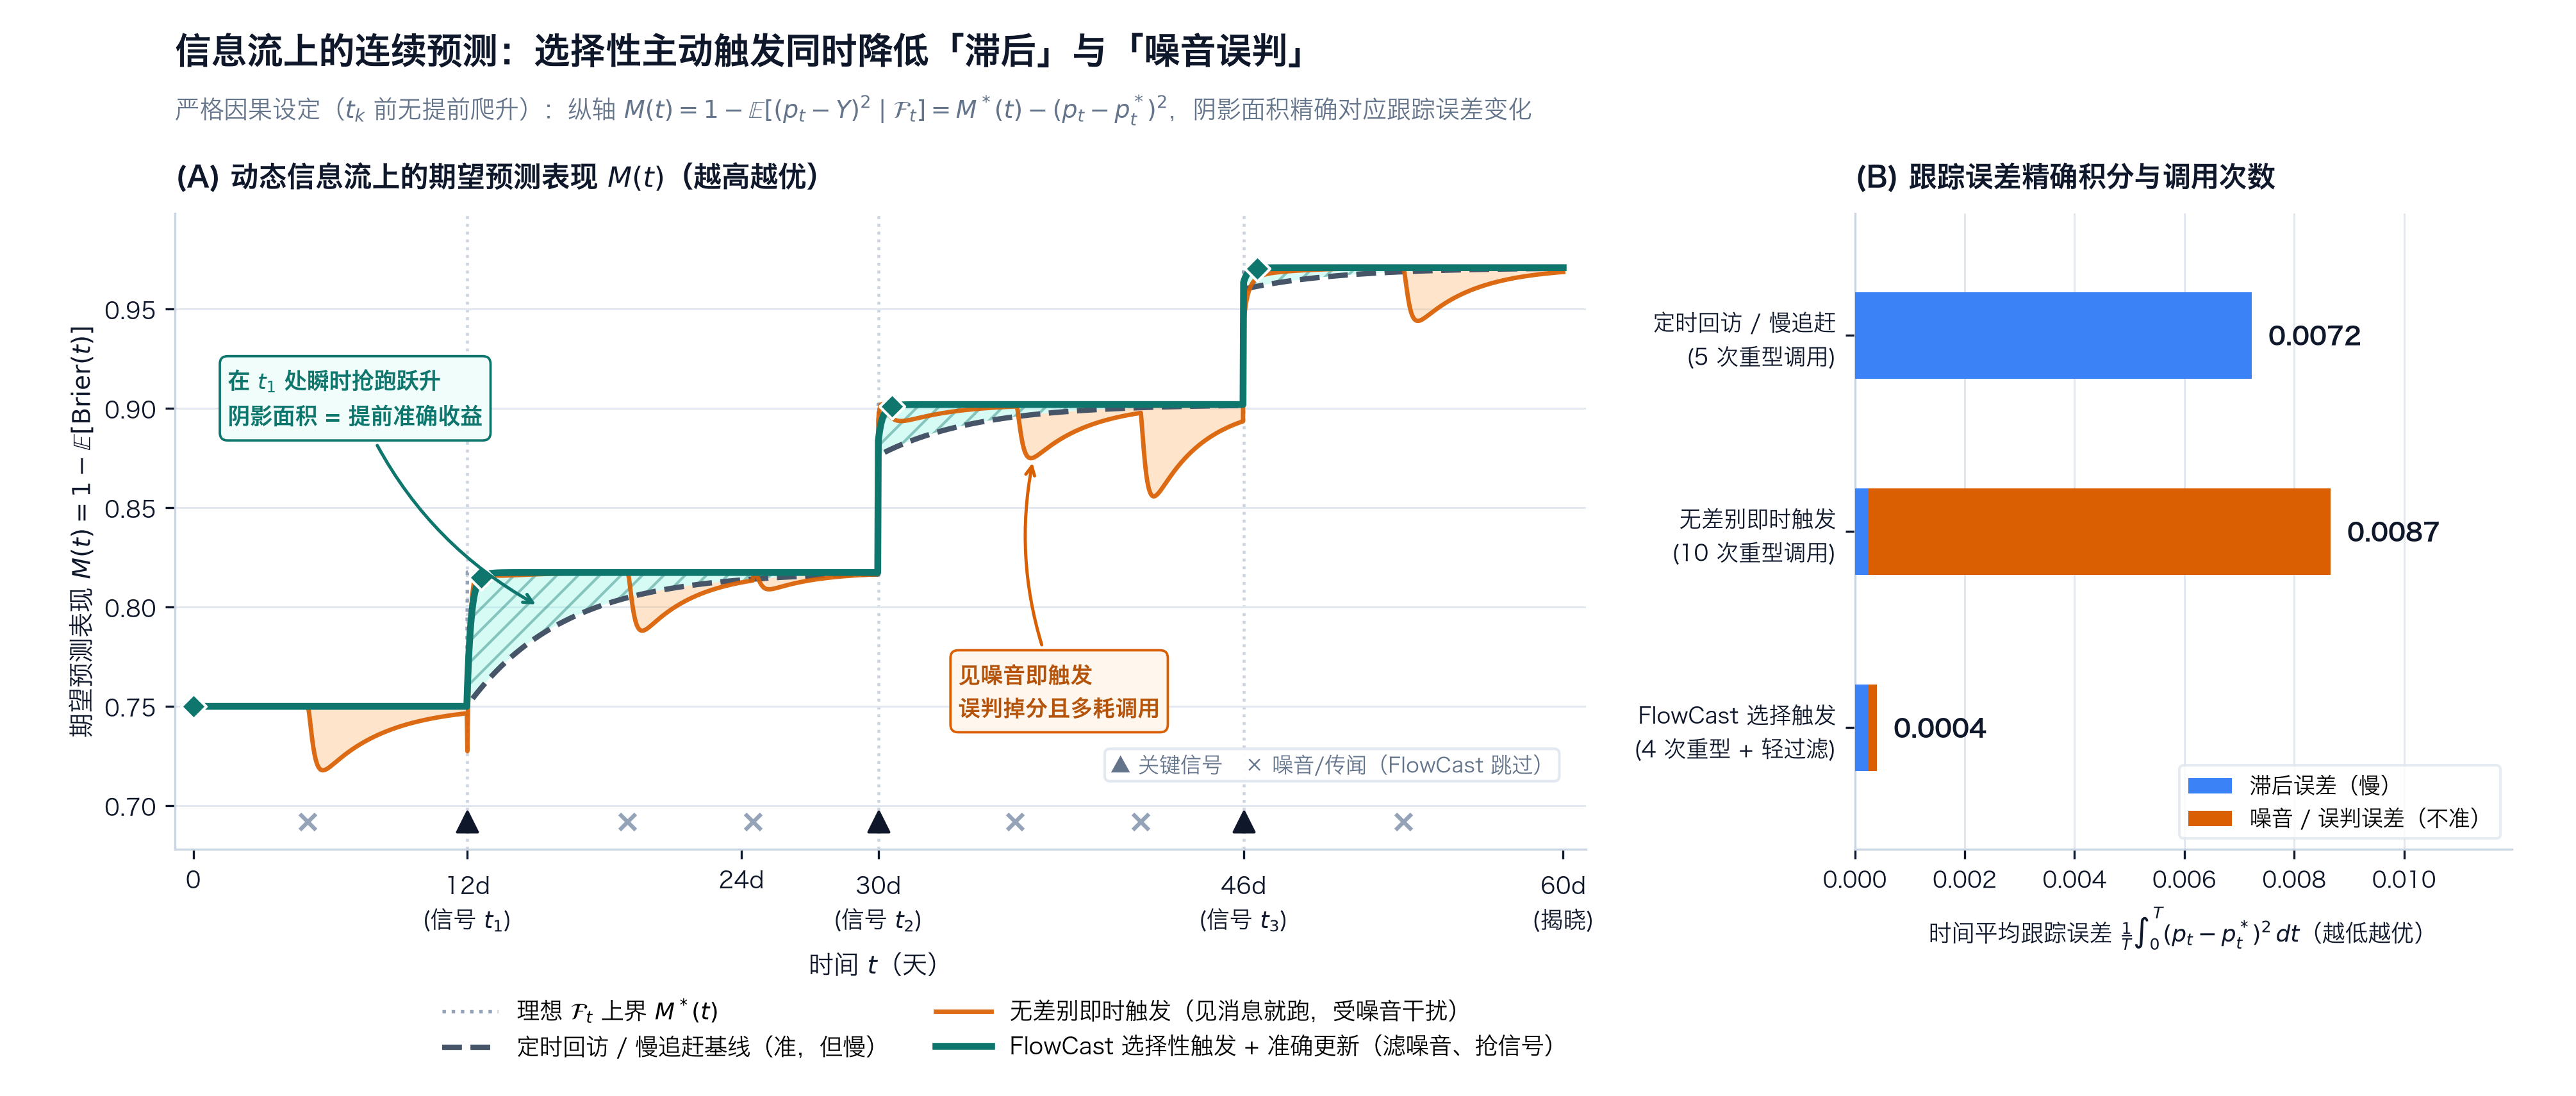 信息流上的连续预测：选择性主动触发同时降低「滞后」与「噪音误判」
严格因果设定（t_k 前无提前爬升）：纵轴 M(t) = 1 − 𝔼[(p_t − Y)² | ℱ_t] = M*(t) − (p_t − p_t*)²，阴影面积精确对应跟踪误差变化
(A) 动态信息流上的期望预测表现 M(t)（越高越优）
期望预测表现 M(t) = 1 − 𝔼[Brier(t)]
0.95
0.90
0.85
0.80
0.75
0.70
在 t₁ 处瞬时抢跑跃升
阴影面积 = 提前准确收益
见噪音即触发
误判掉分且多耗调用
▲ 关键信号 × 噪音/传闻（FlowCast 跳过）
0
12d
(信号 t₁)
24d
30d
(信号 t₂)
46d
(信号 t₃)
60d
(揭晓)
时间 t（天）
理想 ℱ_t 上界 M*(t)
定时回访 / 慢追赶基线（准，但慢）
无差别即时触发（见消息就跑，受噪音干扰）
FlowCast 选择性触发 + 准确更新（滤噪音、抢信号）
(B) 跟踪误差精确积分与调用次数
定时回访 / 慢追赶
(5 次重型调用)
0.0072
无差别即时触发
(10 次重型调用)
0.0087
FlowCast 选择触发
(4 次重型 + 轻过滤)
0.0004
滞后误差（慢）
噪音 / 误判误差（不准）
0.000
0.002
0.004
0.006
0.008
0.010
时间平均跟踪误差 1/T ∫₀ᵀ (p_t − p_t*)² dt（越低越优）